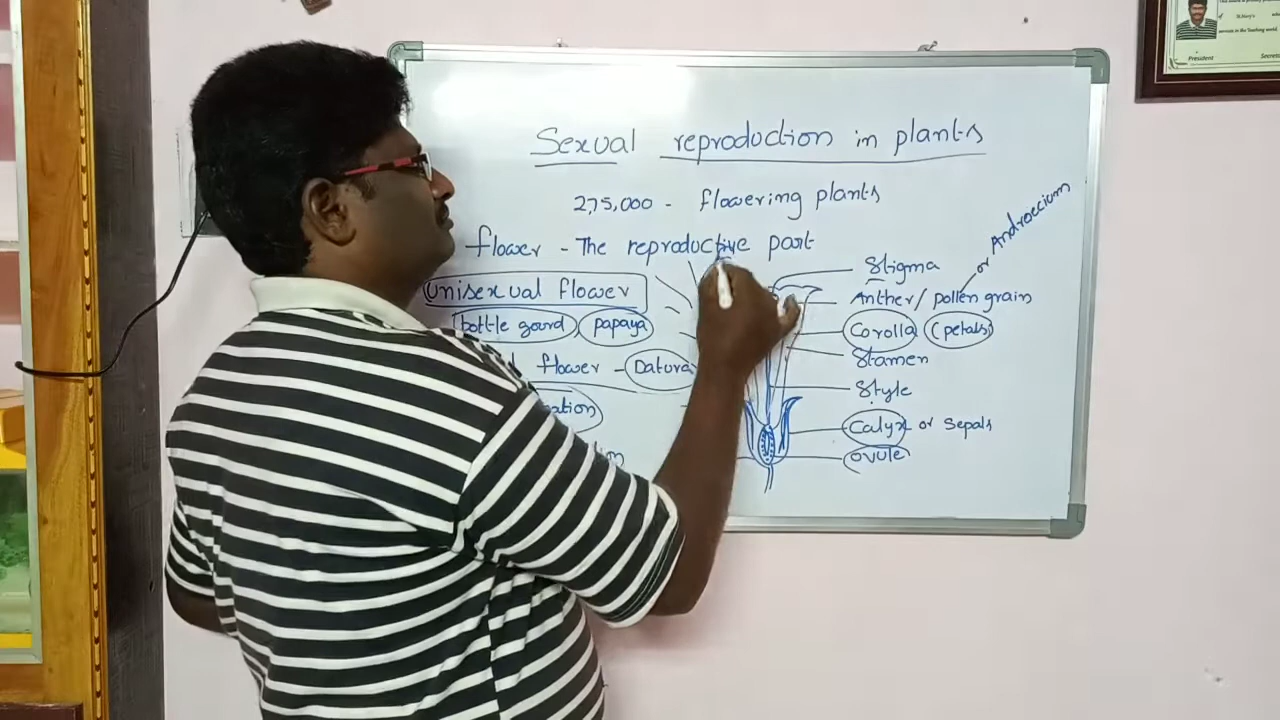 Sexual reproduction in plants
275,000 - flowering plants
flower - The reproductive part
Unisexual flower
bottle gourd papaya
flower - Datura
Stigma
Anther/pollen grain
or Androecium
Corolla (petals)
Stamen
Style
Calyx or sepals
ovule
President